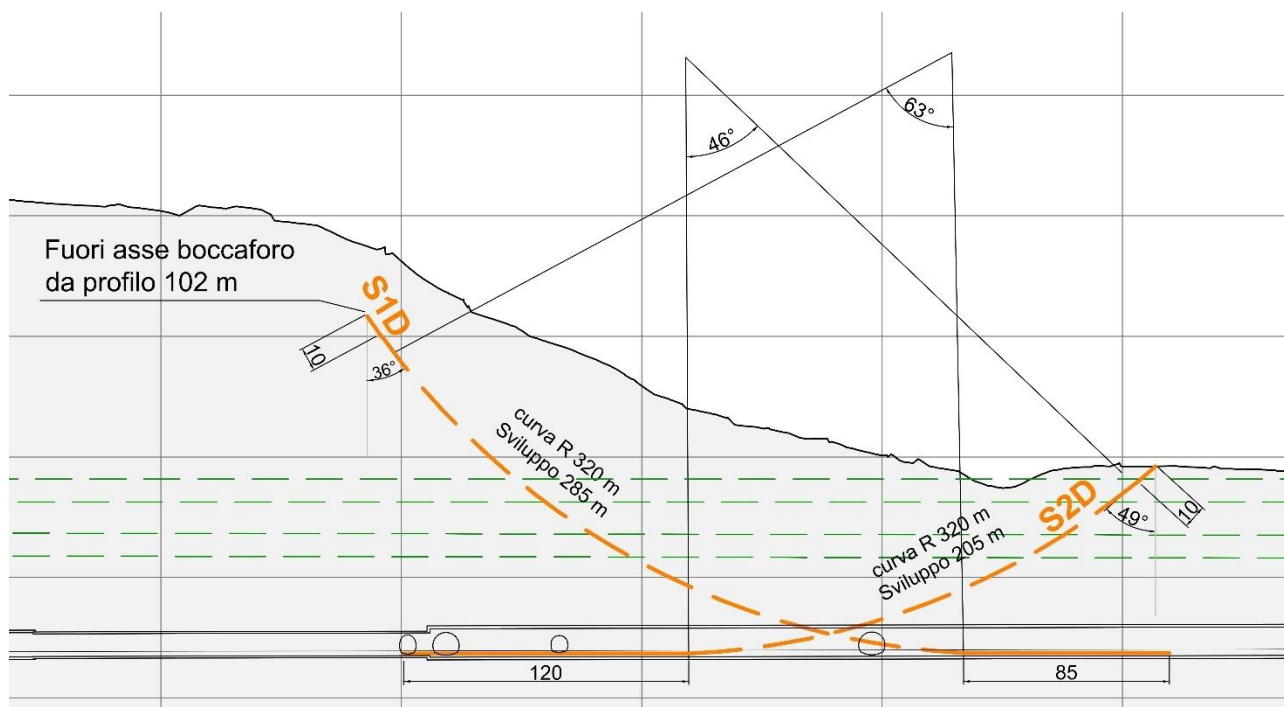 46°
63°
Fuori asse boccaforo
da profilo 102 m
S1D
10
36°
curva R 320 m
Sviluppo 285 m
S2D
10
49°
curva R 320 m
Sviluppo 205 m
120
85